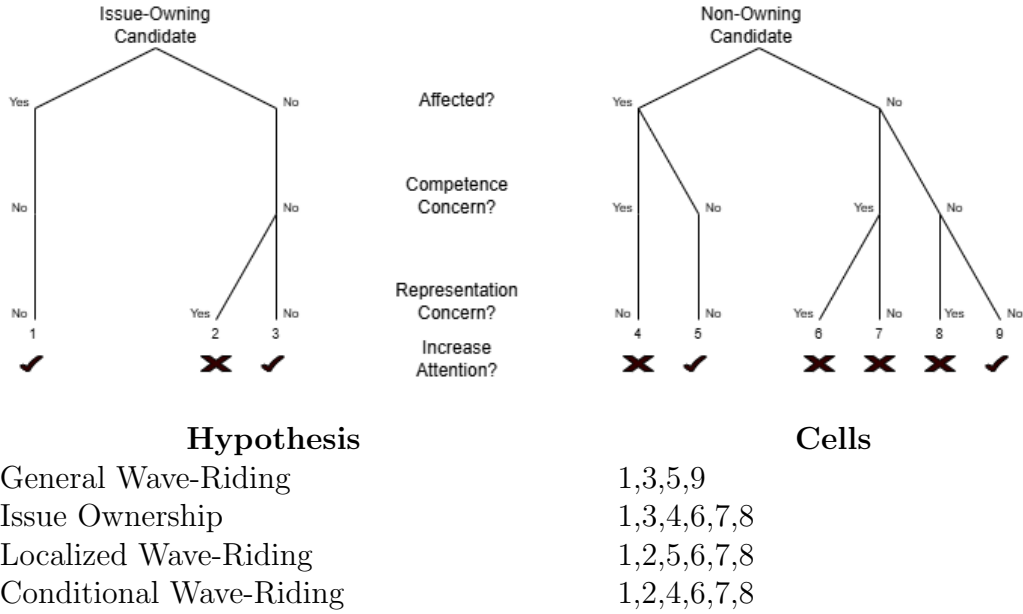 Issue-Owning
Candidate
Non-Owning
Candidate
Yes
No
Affected?
Yes
No
No
No
Competence
Concern?
Yes
No
Yes
No
No
Yes
No
Representation
Concern?
No
No
Yes
No
Yes
No
1
2
3
4
5
6
7
8
9
Increase
Attention?
Hypothesis Cells
General Wave-Riding 1,3,5,9
Issue Ownership 1,3,4,6,7,8
Localized Wave-Riding 1,2,5,6,7,8
Conditional Wave-Riding 1,2,4,6,7,8